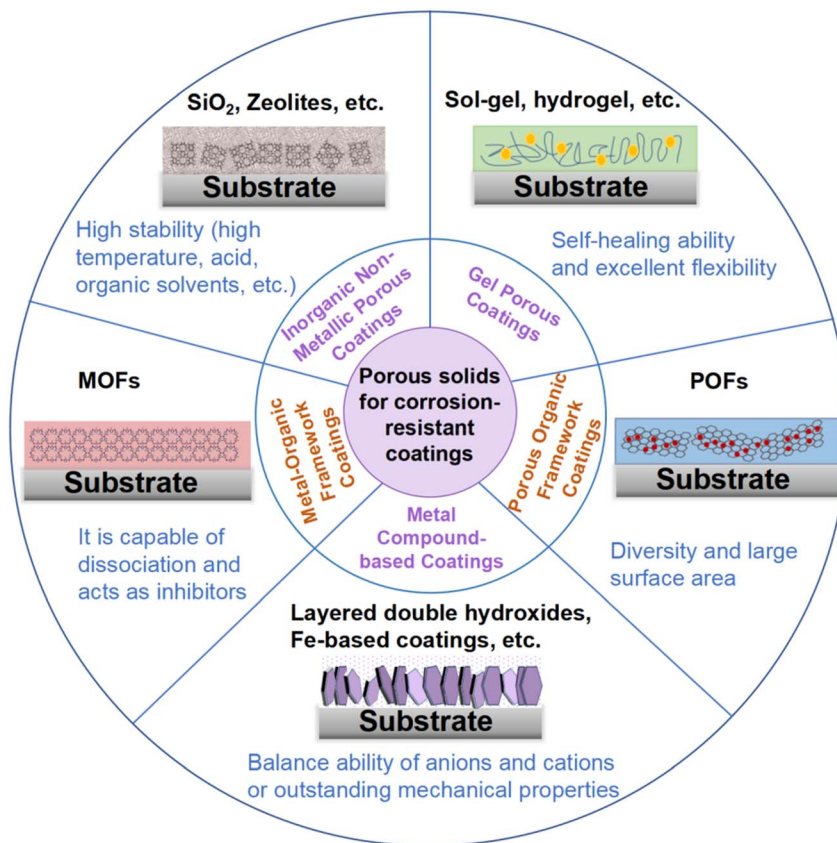 SiO₂, Zeolites, etc.
Substrate
High stability (high
temperature, acid,
organic solvents, etc.)
Sol-gel, hydrogel, etc.
Substrate
Self-healing ability
and excellent flexibility
Inorganic Non-
Metallic Porous
Coatings
Gel Porous
Coatings
MOFs
Substrate
It is capable of
dissociation and
acts as inhibitors
Metal-Organic
Framework
Coatings
Porous solids
for corrosion-
resistant
coatings
Porous Organic
Framework
Coatings
POFs
Substrate
Diversity and large
surface area
Metal
Compound-
based Coatings
Layered double hydroxides,
Fe-based coatings, etc.
Substrate
Balance ability of anions and cations
or outstanding mechanical properties